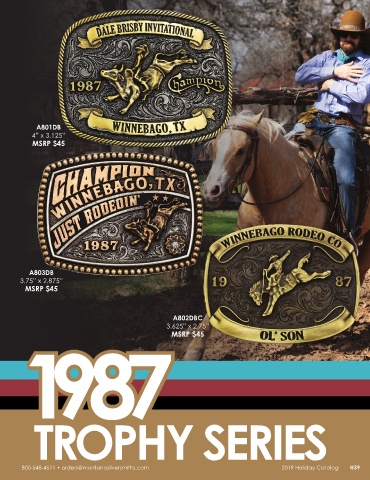 DALE BRISBY INVITATIONAL
1987
Champion
WINNEBAGO, TX
A801DB
4" x 3.125"
MSRP $45
CHAMPION
WINNEBAGO, TX
JUST RODEOIN'
1987
A803DB
3.75" x 2.875"
MSRP $45
WINNEBAGO RODEO CO
19 87
OL' SON
A802DBC
3.625" x 2.75"
MSRP $45
1987
TROPHY SERIES
800-548-4511 • orders@montanasilversmiths.com
2019 Holiday Catalog H39